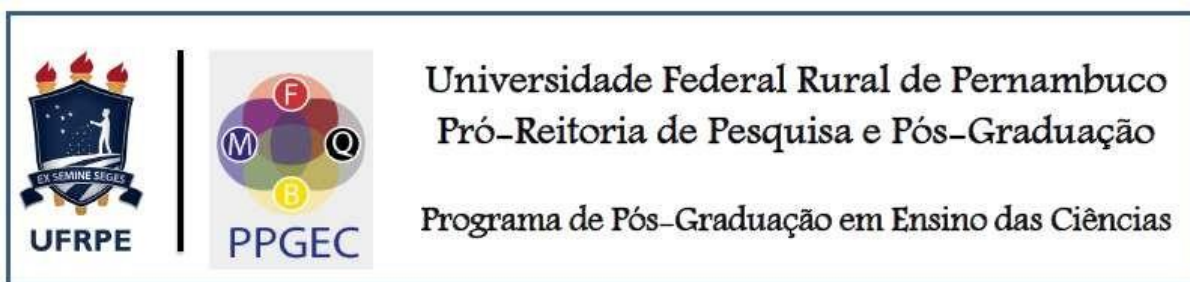 Universidade Federal Rural de Pernambuco
Pró-Reitoria de Pesquisa e Pós-Graduação
Programa de Pós-Graduação em Ensino das Ciências
EX SEMINE SEGES
UFRPE
F
M
Q
B
PPGEC